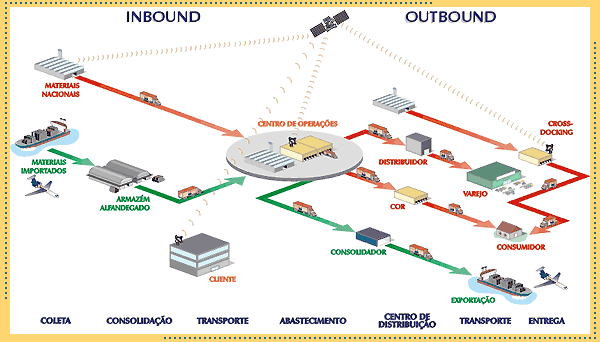 INBOUND
OUTBOUND
MATERIAIS
NACIONAIS
CENTRO DE OPERAÇÕES
CROSS-
DOCKING
MATERIAIS
IMPORTADOS
DISTRIBUIDOR
VAREJO
ARMAZÉM
ALFANDEGADO
COR
CONSUMIDOR
CONSOLIDADOR
CLIENTE
EXPORTAÇÃO
COLETA
CONSOLIDAÇÃO
TRANSPORTE
ABASTECIMENTO
CENTRO DE
DISTRIBUIÇÃO
TRANSPORTE
ENTREGA